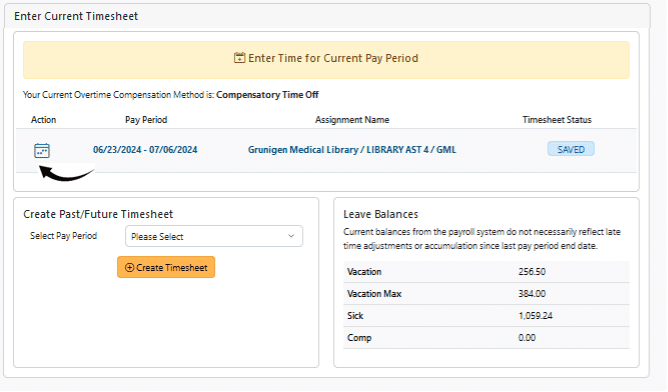 Enter Current Timesheet
Enter Time for Current Pay Period
Your Current Overtime Compensation Method is: Compensatory Time Off
Action Pay Period Assignment Name Timesheet Status
06/23/2024 - 07/06/2024 Grunigen Medical Library / LIBRARY AST 4 / GML SAVED
Create Past/Future Timesheet
Select Pay Period Please Select
Create Timesheet
Leave Balances
Current balances from the payroll system do not necessarily reflect late
time adjustments or accumulation since last pay period end date.
Vacation 256.50
Vacation Max 384.00
Sick 1,059.24
Comp 0.00